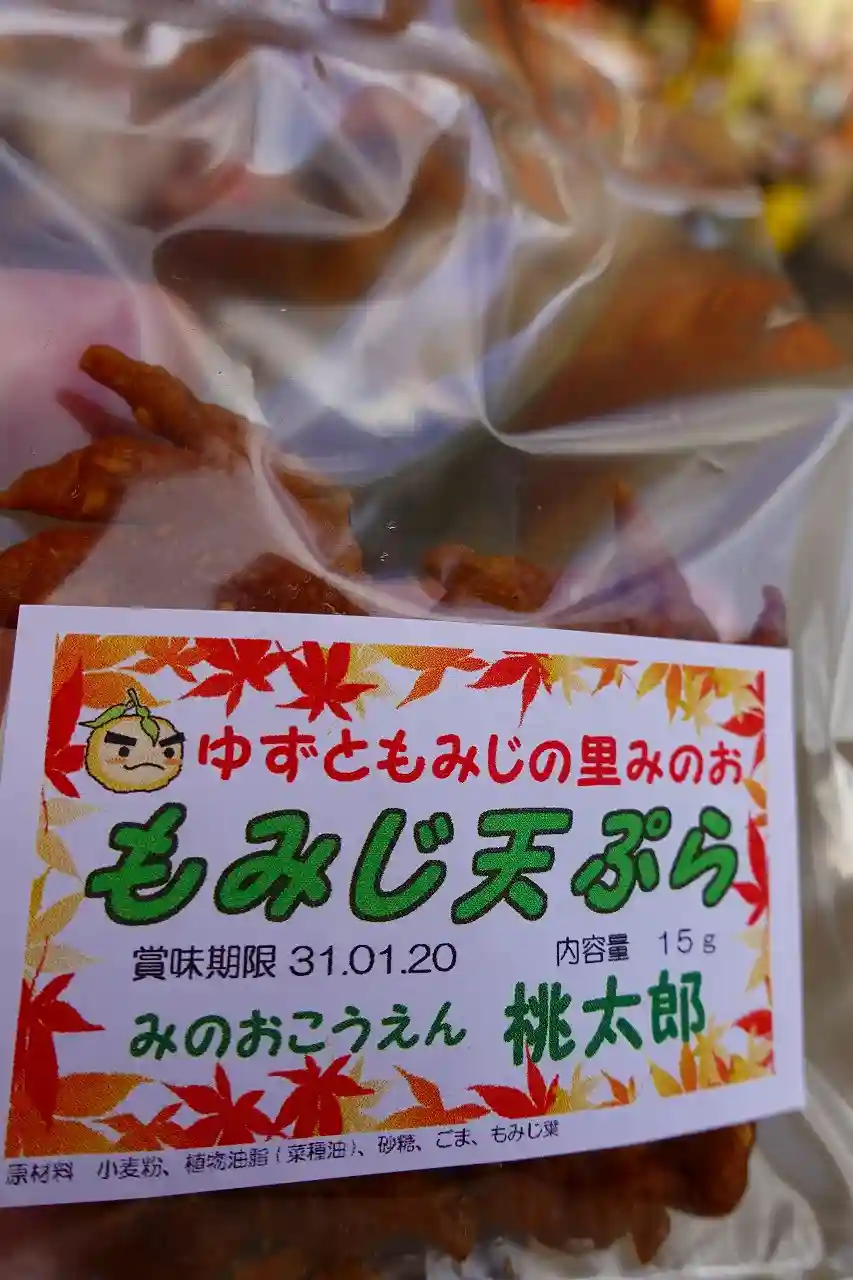 ゆずともみじの里みのお
もみじ天ぷら
賞味期限 31.01.20 内容量 15g
みのおこうえん 桃太郎
原材料 小麦粉、植物油脂(菜種油)、砂糖、ごま、もみじ葉